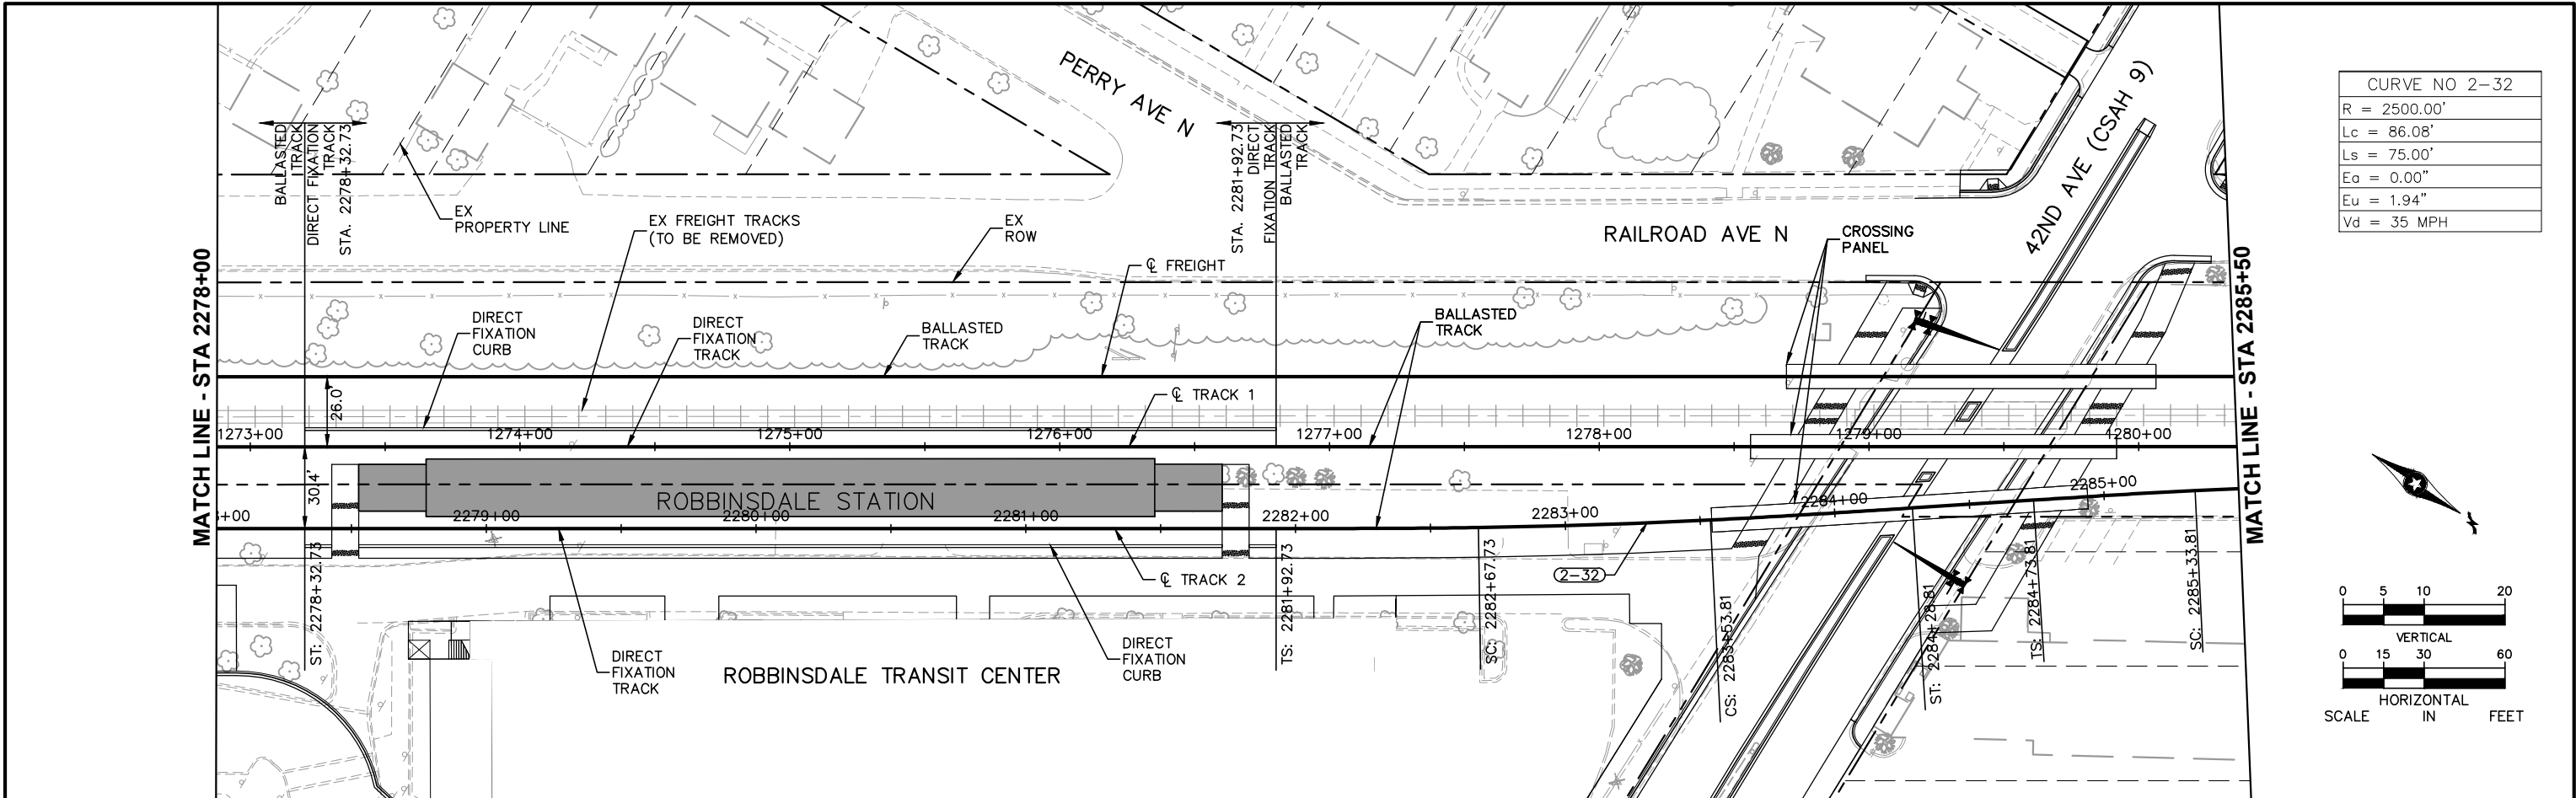 CURVE NO 2-32
R = 2500.00'
Lc = 86.08'
Ls = 75.00'
Ea = 0.00"
Eu = 1.94"
Vd = 35 MPH
PERRY AVE N
42ND AVE (CSAH 9)
RAILROAD AVE N
BALLASTED
TRACK
DIRECT FIXATION
TRACK
STA. 2278+32.73
STA. 2281+92.73
DIRECT
FIXATION TRACK
BALLASTED
TRACK
EX
PROPERTY LINE
EX FREIGHT TRACKS
(TO BE REMOVED)
EX
ROW
CROSSING
PANEL
℄ FREIGHT
MATCH LINE - STA 2278+00
MATCH LINE - STA 2285+50
DIRECT
FIXATION
CURB
DIRECT
FIXATION
TRACK
BALLASTED
TRACK
BALLASTED
TRACK
26.0'
℄ TRACK 1
1273+00
1274+00
1275+00
1276+00
1277+00
1278+00
1279+00
1280+00
30.4'
ROBBINSDALE STATION
+00
2279+00
2280+00
2281+00
2282+00
2283+00
2284+00
2285+00
ST: 2278+32.73
TS: 2281+92.73
SC: 2282+67.73
2-32
CS: 2283+53.81
ST: 2284+28.81
TS: 2284+73.81
SC: 2285+33.81
℄ TRACK 2
DIRECT
FIXATION
TRACK
ROBBINSDALE TRANSIT CENTER
DIRECT
FIXATION
CURB
0 5 10 20
VERTICAL
0 15 30 60
HORIZONTAL
SCALE IN FEET